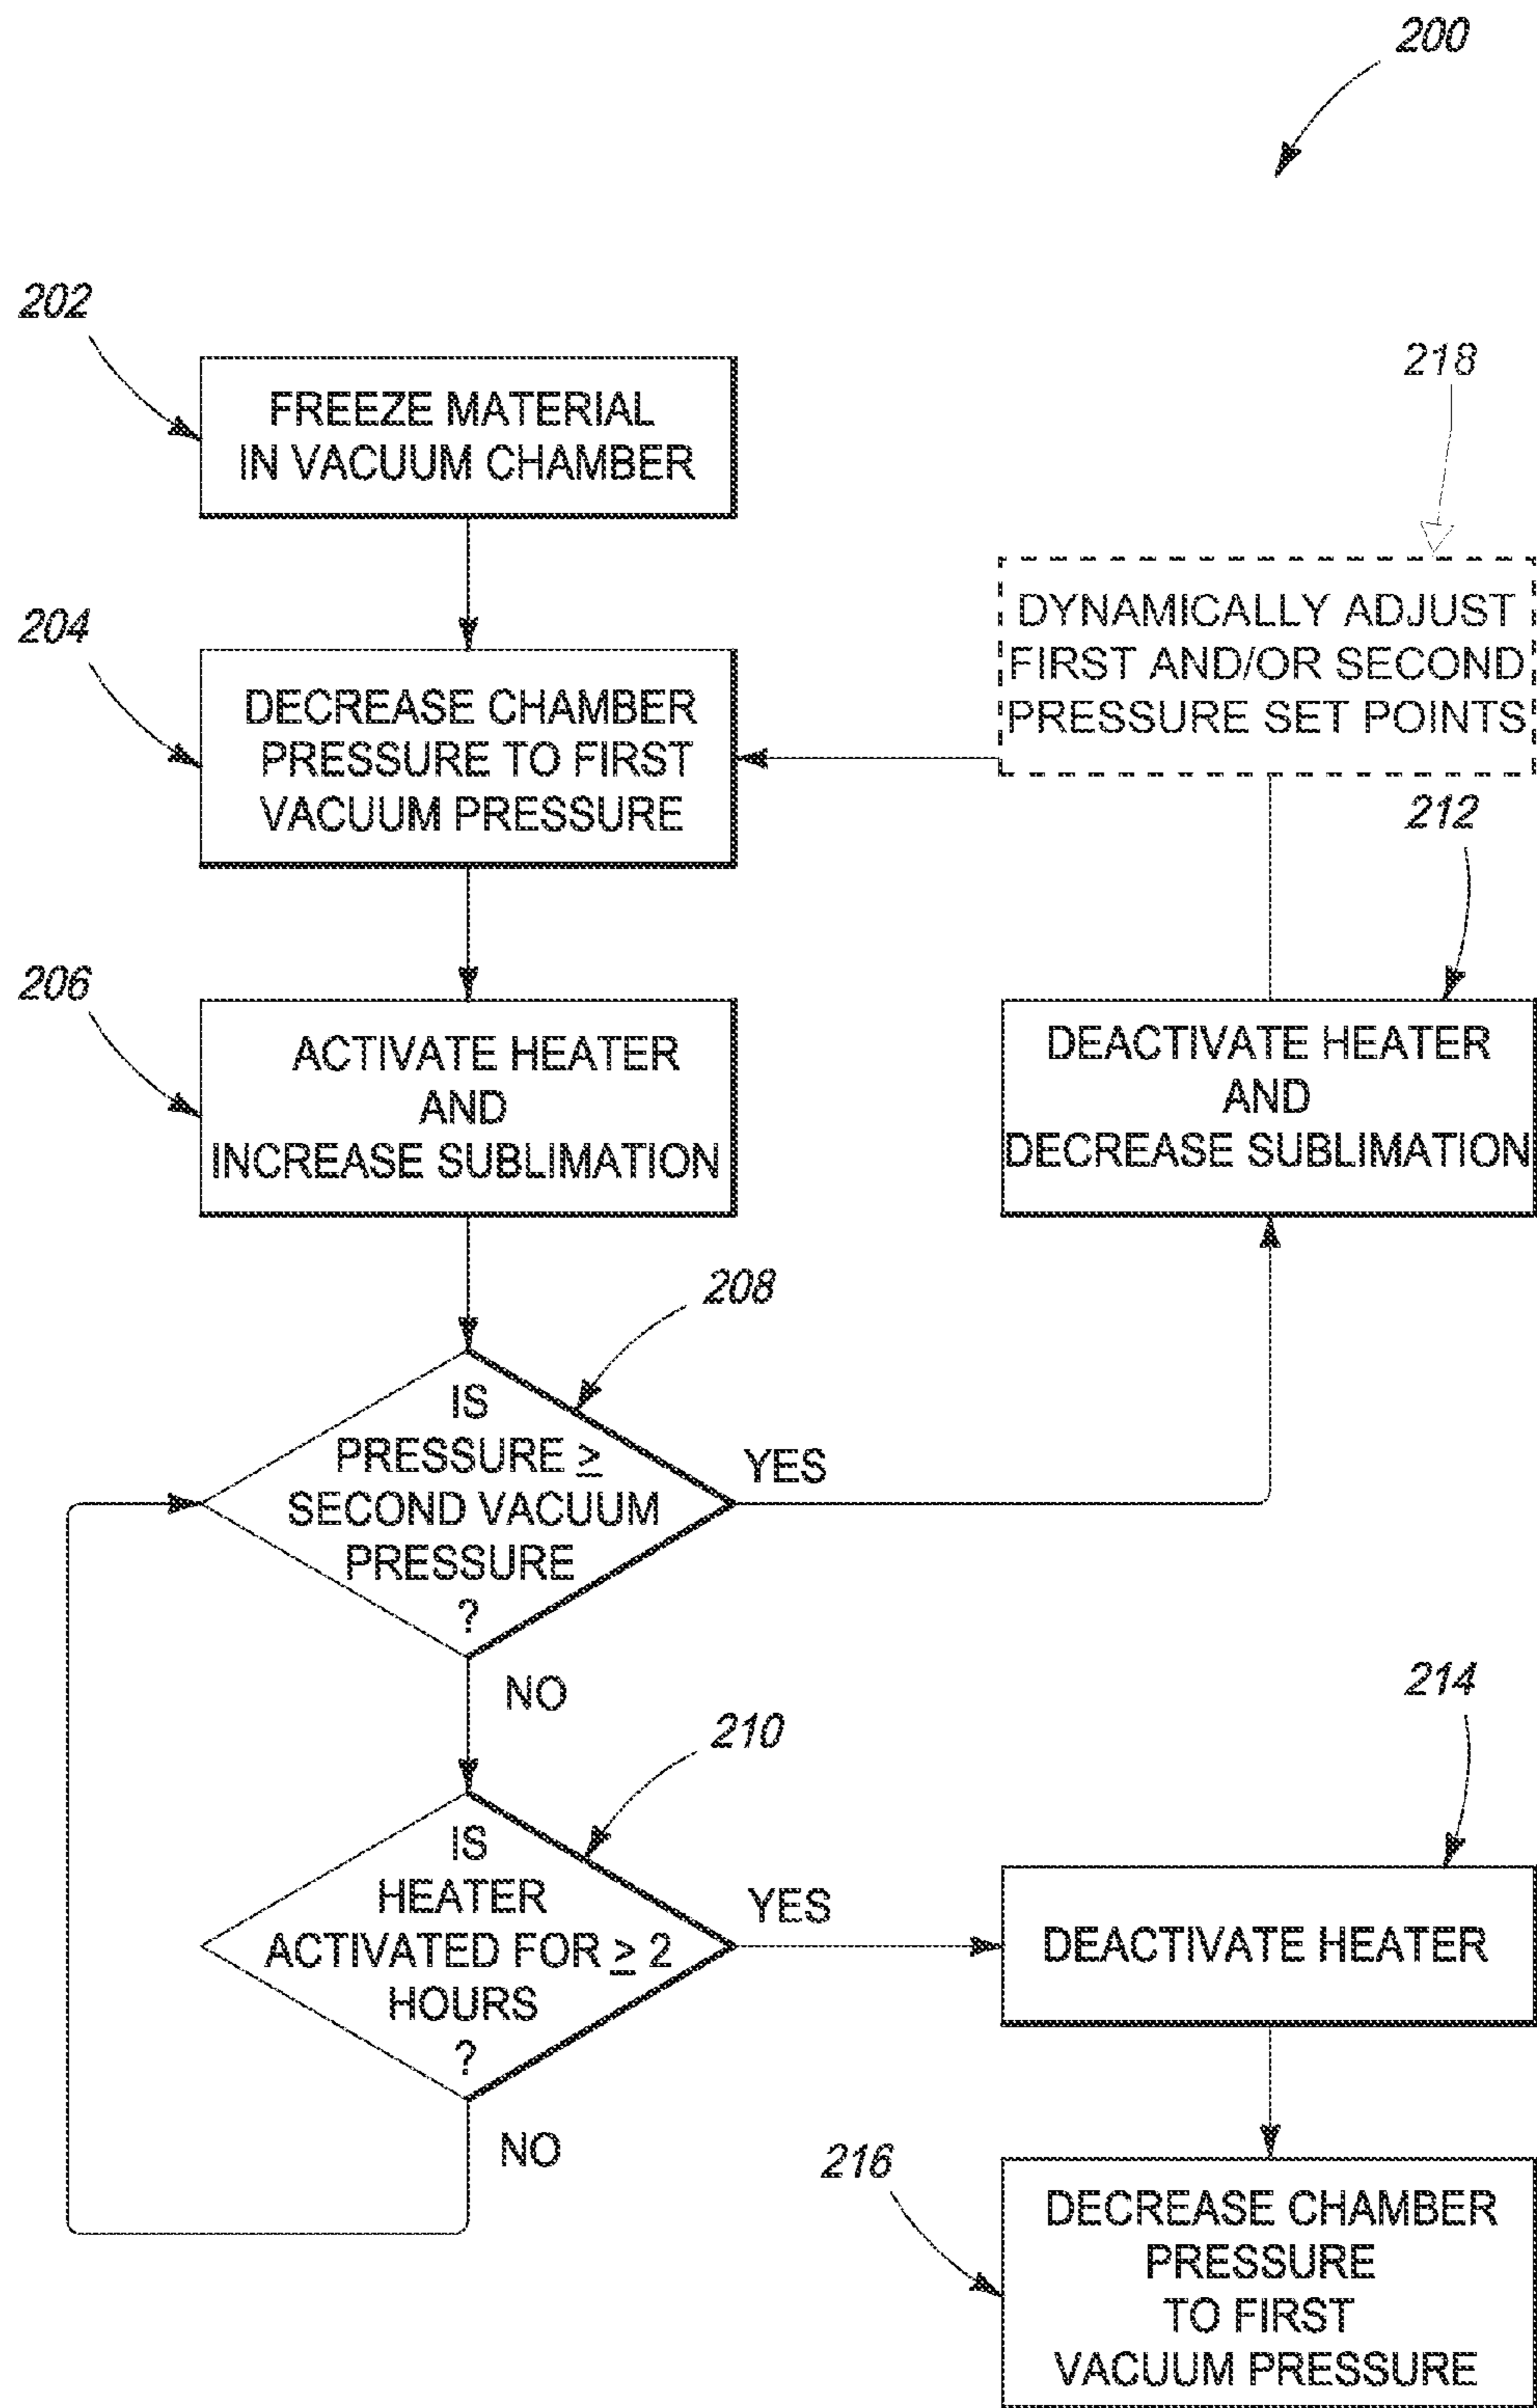 200
202
FREEZE MATERIAL
IN VACUUM CHAMBER
218
DYNAMICALLY ADJUST
FIRST AND/OR SECOND
PRESSURE SET POINTS
204
DECREASE CHAMBER
PRESSURE TO FIRST
VACUUM PRESSURE
212
DEACTIVATE HEATER
AND
DECREASE SUBLIMATION
206
ACTIVATE HEATER
AND
INCREASE SUBLIMATION
208
IS
PRESSURE ≥
SECOND VACUUM
PRESSURE
?
YES
NO
210
IS
HEATER
ACTIVATED FOR ≥ 2
HOURS
?
YES
NO
214
DEACTIVATE HEATER
216
DECREASE CHAMBER
PRESSURE
TO FIRST
VACUUM PRESSURE